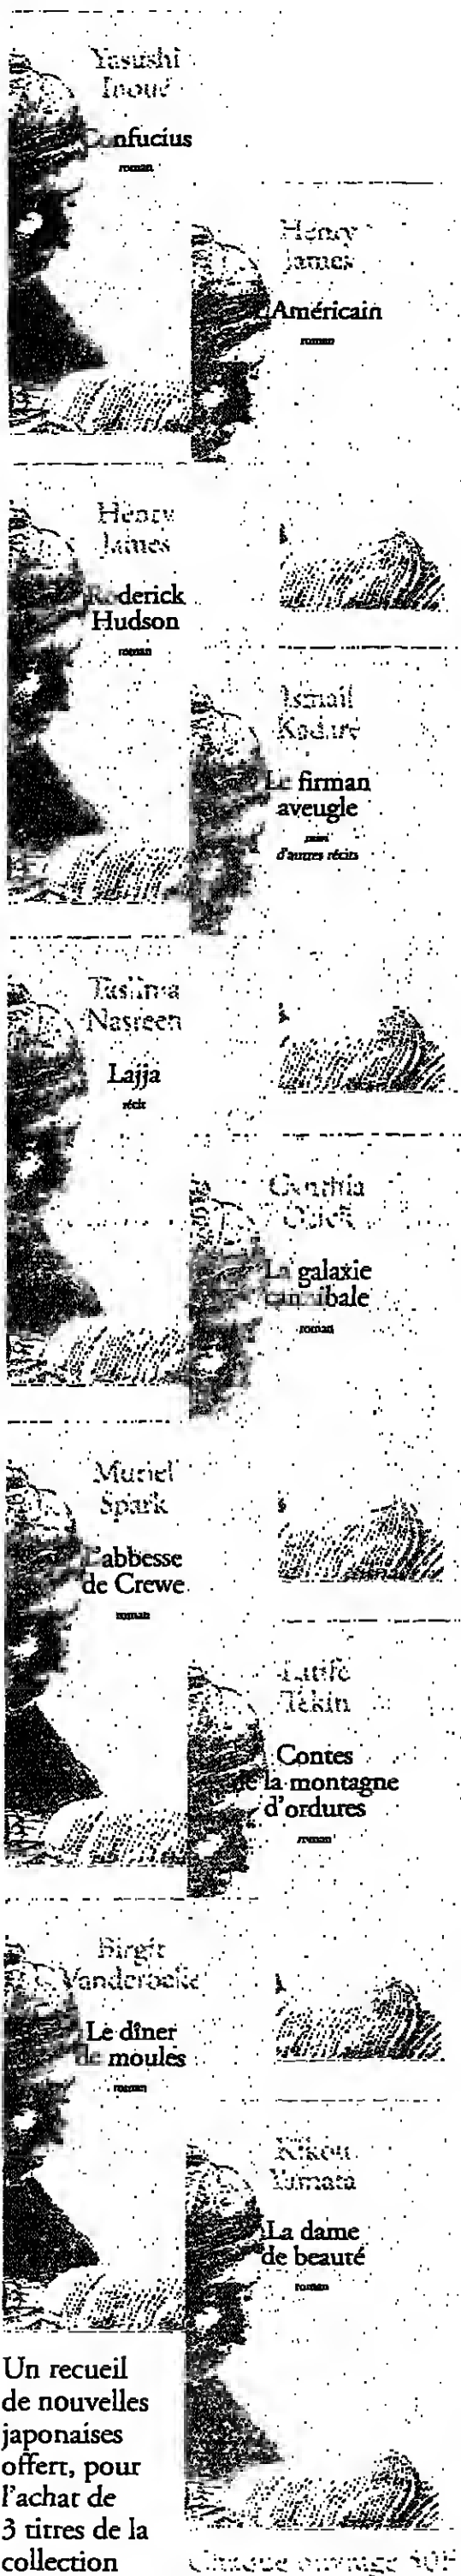 Yasushi
Inoué
Confucius
roman
Henry
James
L'Américain
roman
Henry
James
Roderick
Hudson
roman
Ismail
Kadaré
Le firman
aveugle
suivi
d'autres récits
Taslima
Nasreen
Lajja
récit
Cynthia
Ozick
La galaxie
cannibale
roman
Muriel
Spark
L'abbesse
de Crewe
roman
Latife
Tekin
Contes
de la montagne
d'ordures
roman
Birgit
Vanderbeke
Le dîner
de moules
roman
Kikou
Yamata
La dame
de beauté
roman
Un recueil
de nouvelles
japonaises
offert, pour
l'achat de
3 titres de la
collection
Chaque ouvrage 50F